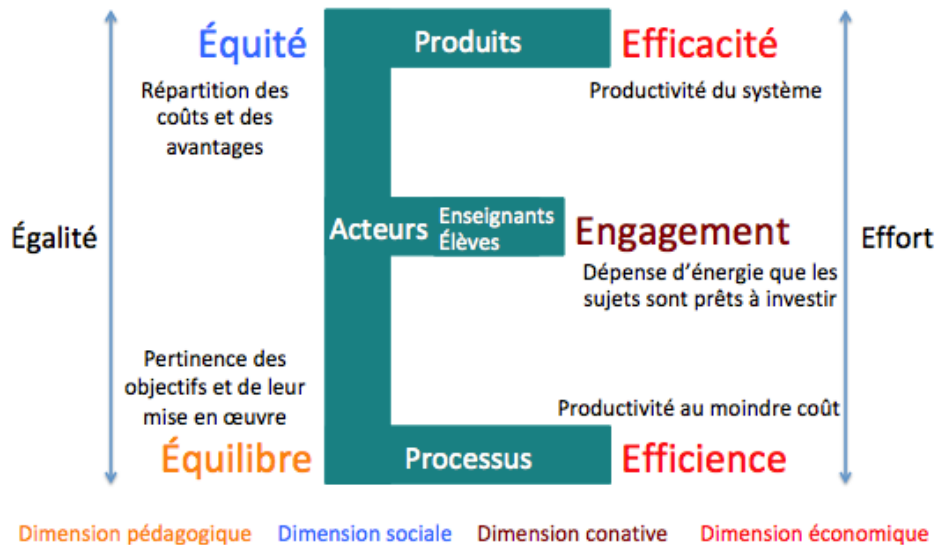 Équité
Produits
Efficacité
Répartition des
coûts et des
avantages
Productivité du système
Égalité
Acteurs
Enseignants
Élèves
Engagement
Effort
Dépense d’énergie que les
sujets sont prêts à investir
Pertinence des
objectifs et de leur
mise en œuvre
Productivité au moindre coût
Équilibre
Processus
Efficience
Dimension pédagogique
Dimension sociale
Dimension conative
Dimension économique